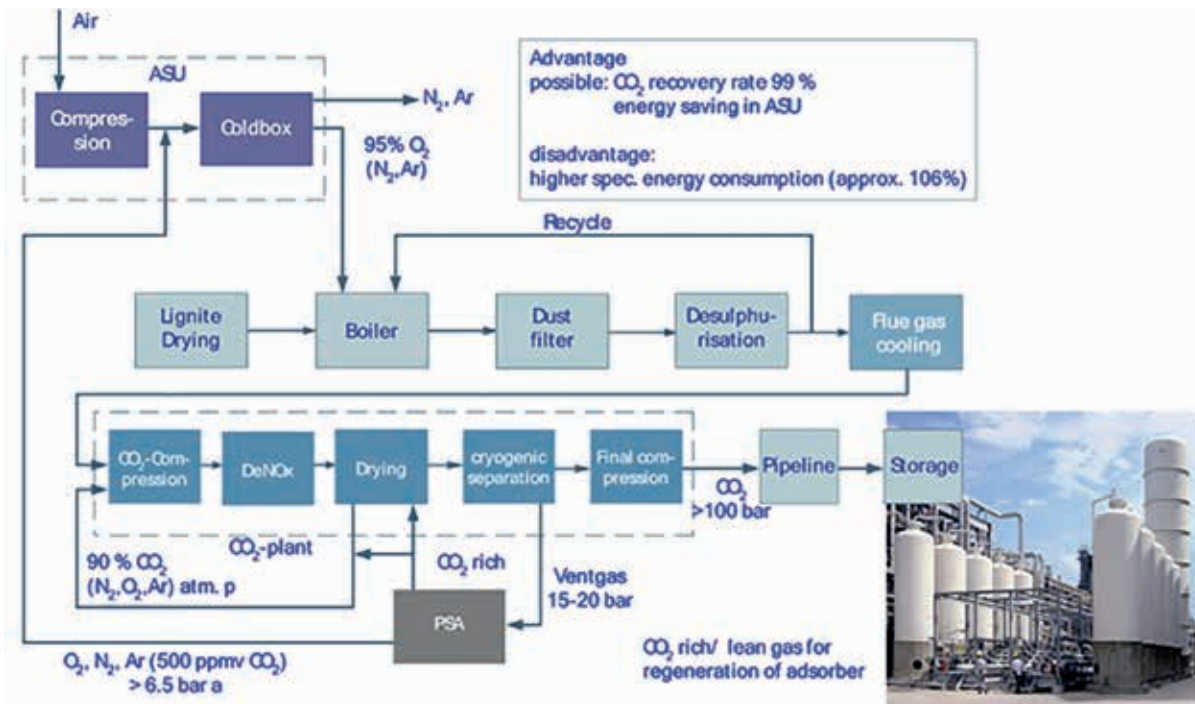 Air
ASU
Compres-
sion
Coldbox
N₂, Ar
95% O₂
(N₂,Ar)
Advantage
possible: CO₂ recovery rate 99 %
energy saving in ASU
disadvantage:
higher spec. energy consumption (approx. 106%)
Recycle
Lignite
Drying
Boiler
Dust
filter
Desulphu-
risation
Flue gas
cooling
CO₂-Com-
pression
DeNOx
Drying
cryogenic
separation
Final com-
pression
CO₂
>100 bar
Pipeline
Storage
CO₂-plant
90 % CO₂
(N₂,O₂,Ar) atm. p
CO₂ rich
Ventgas
15-20 bar
PSA
O₂, N₂, Ar (500 ppmv CO₂)
> 6.5 bar a
CO₂ rich/ lean gas for
regeneration of adsorber